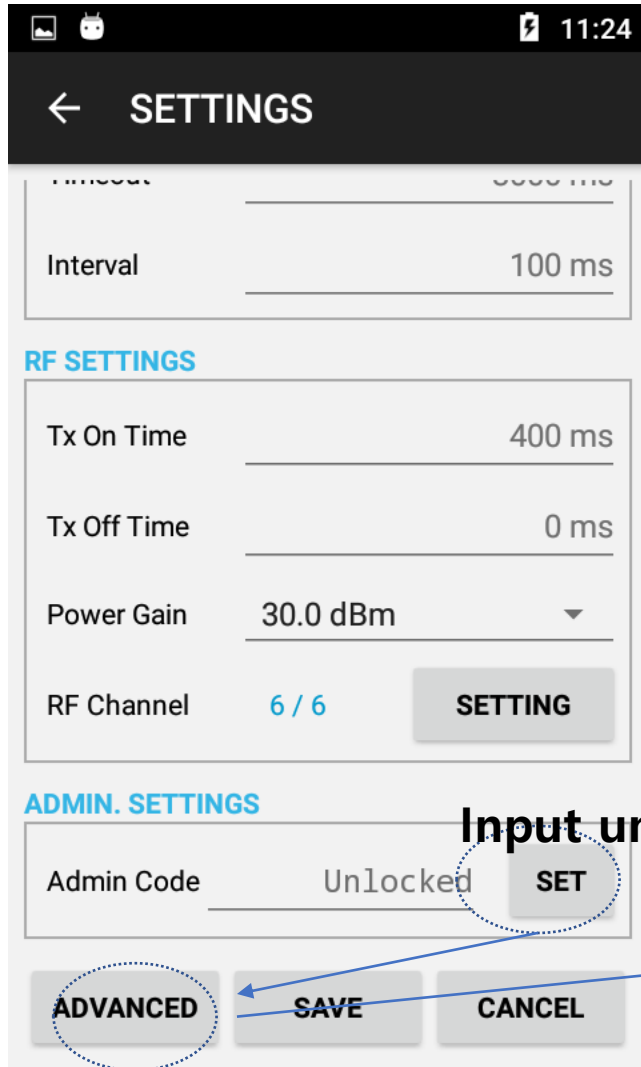 11:24
SETTINGS
Interval 100 ms
RF SETTINGS
Tx On Time 400 ms
Tx Off Time 0 ms
Power Gain 30.0 dBm
RF Channel 6 / 6 SETTING
ADMIN. SETTINGS
Input
Admin Code Unlocked SET
ADVANCED SAVE CANCEL